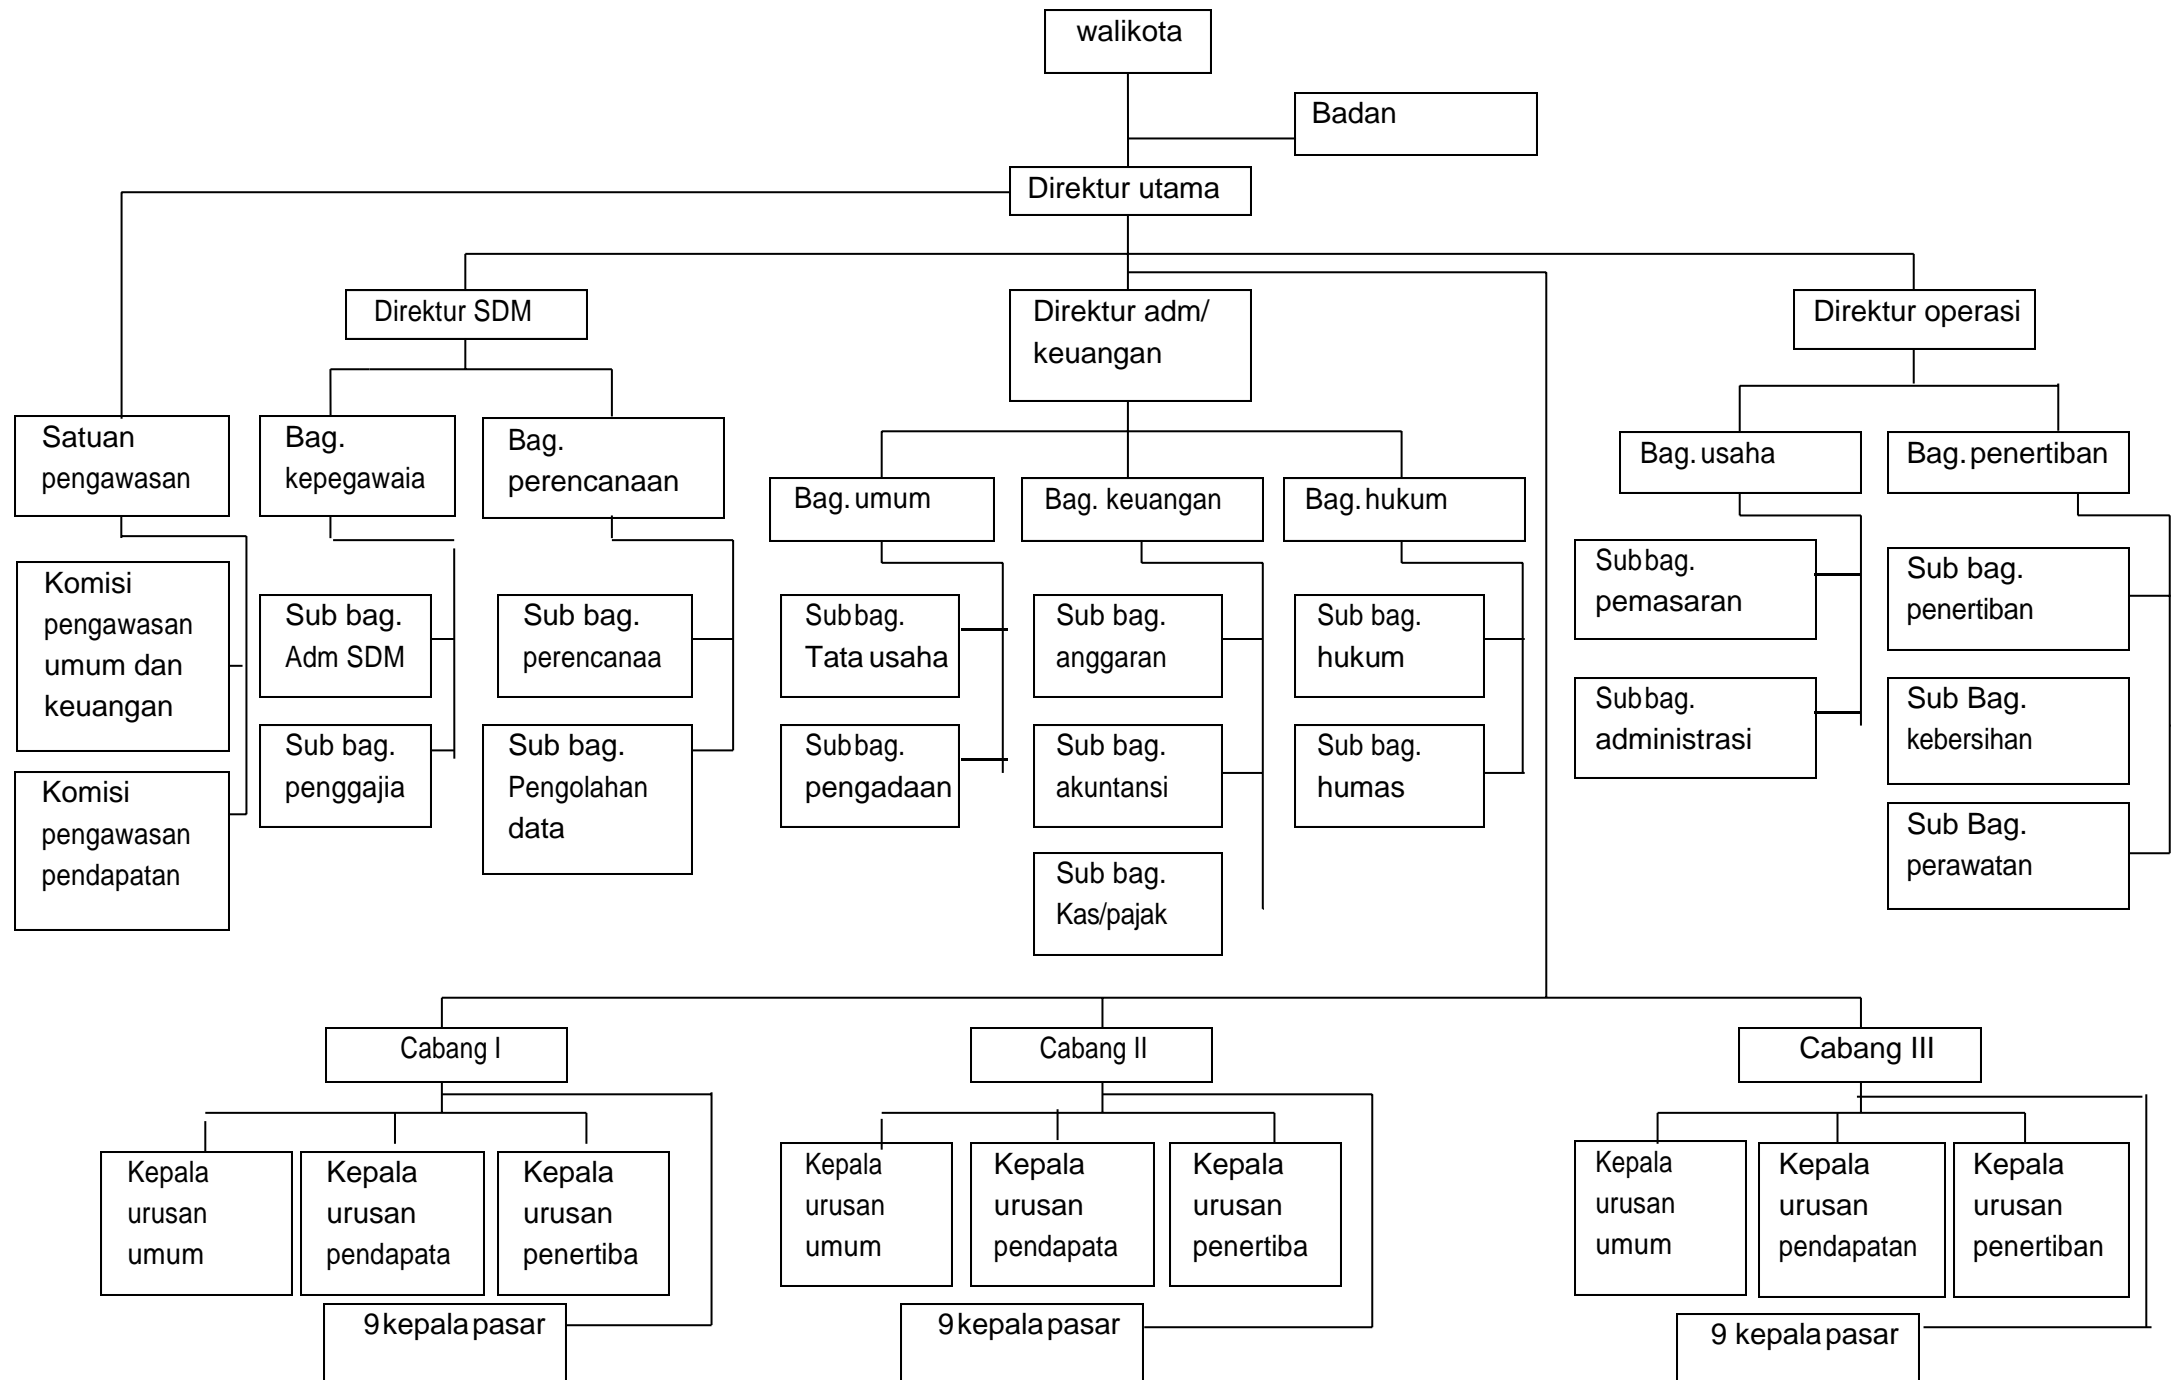 walikota
Badan
Direktur utama
Direktur SDM
Direktur adm/
keuangan
Direktur operasi
Satuan
pengawasan
Bag.
kepegawaia
Bag.
perencanaan
Bag. umum
Bag. keuangan
Bag. hukum
Bag. usaha
Bag. penertiban
Komisi
pengawasan
umum dan
keuangan
Komisi
pengawasan
pendapatan
Sub bag.
Adm SDM
Sub bag.
penggajia
Sub bag.
perencanaa
Sub bag.
Pengolahan
data
Sub bag.
Tata usaha
Sub bag.
pengadaan
Sub bag.
anggaran
Sub bag.
akuntansi
Sub bag.
Kas/pajak
Sub bag.
hukum
Sub bag.
humas
Sub bag.
pemasaran
Sub bag.
administrasi
Sub bag.
penertiban
Sub Bag.
kebersihan
Sub Bag.
perawatan
Cabang I
Cabang II
Cabang III
Kepala
urusan
umum
Kepala
urusan
pendapata
Kepala
urusan
penertiba
9 kepala pasar
Kepala
urusan
umum
Kepala
urusan
pendapata
Kepala
urusan
penertiba
9 kepala pasar
Kepala
urusan
umum
Kepala
urusan
pendapatan
Kepala
urusan
penertiban
9 kepala pasar